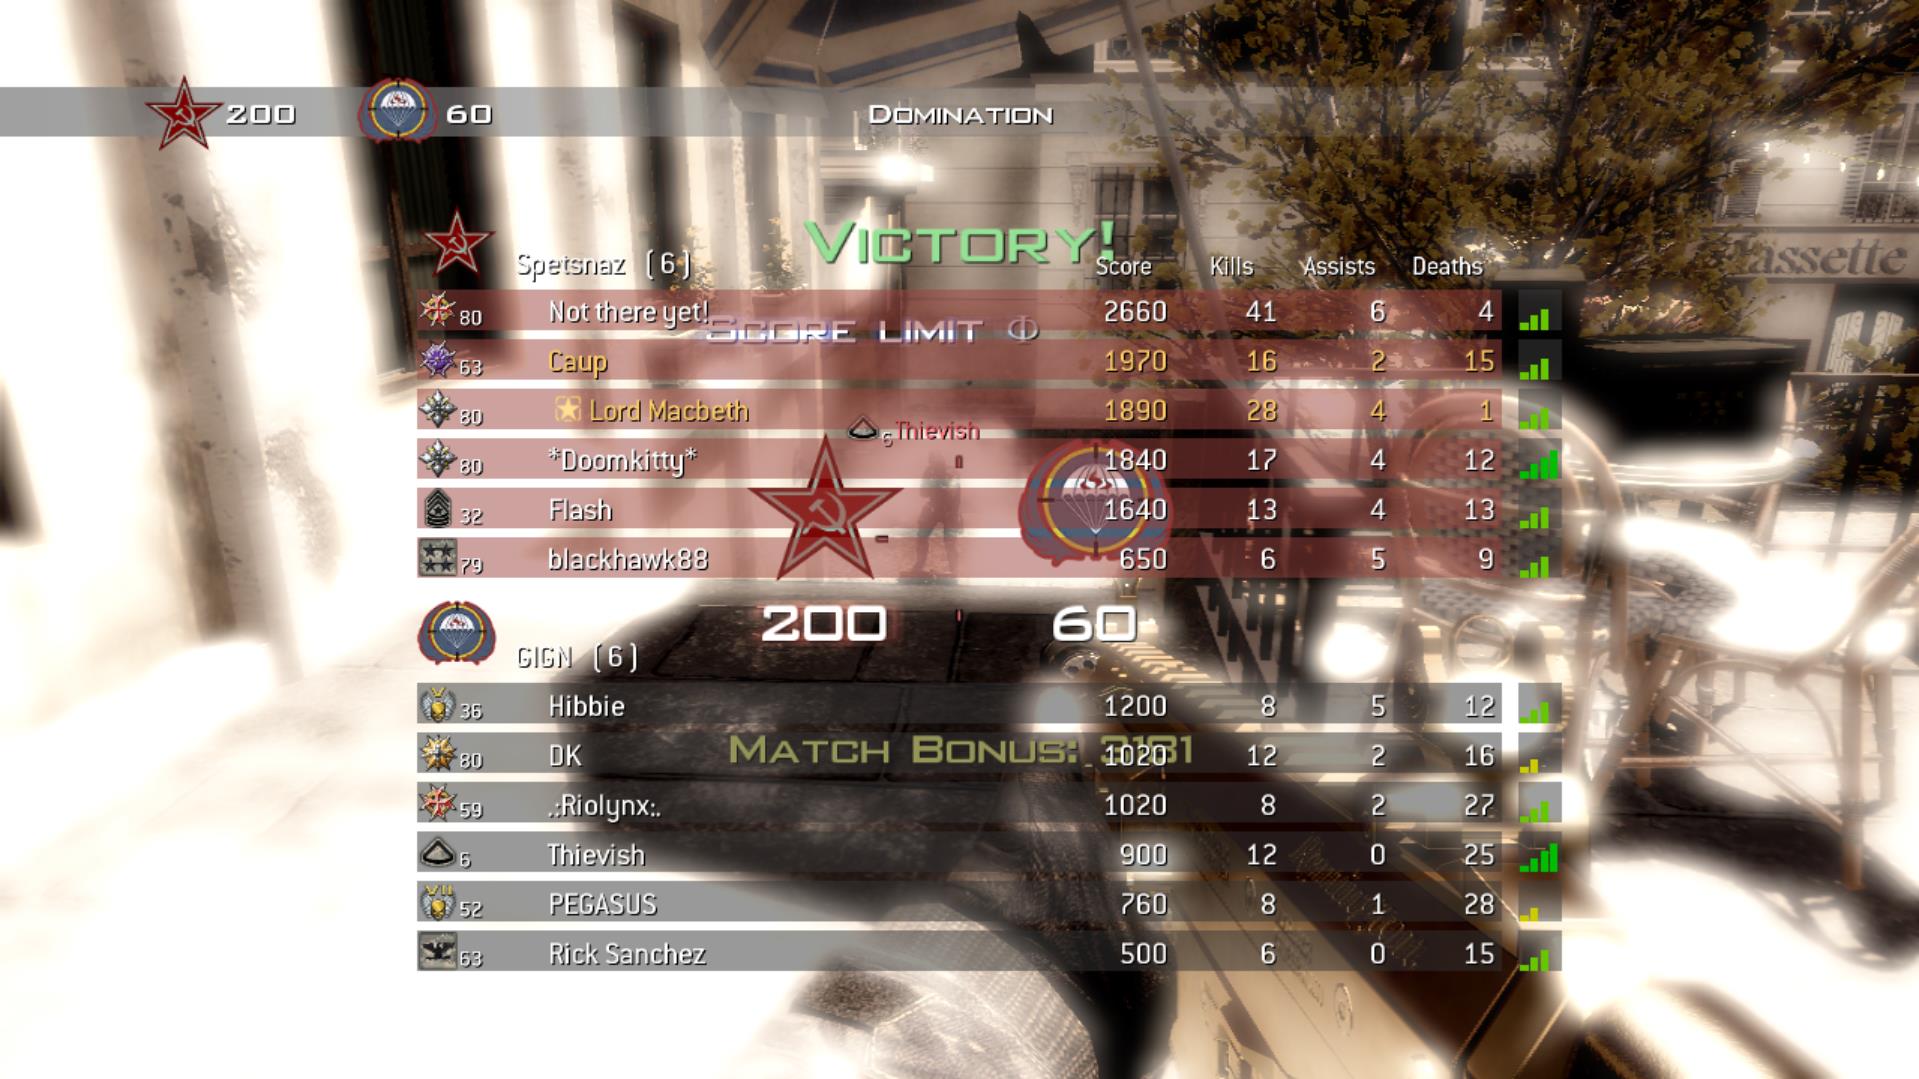 200 60 Domination
Victory!
Spetsnaz (6) Score Kills Assists Deaths
80 Not there yet! 2660 41 6 4
Score limit
63 Caup 1970 16 2 15
80 Lord Macbeth 1890 28 4 1
6 Thievish
80 *Doomkitty* 1840 17 4 12
32 Flash 1640 13 4 13
79 blackhawk88 650 6 5 9
200 60
GIGN (6)
36 Hibbie 1200 8 5 12
Match Bonus:
80 DK 1020 12 2 16
59 .:Riolynx:. 1020 8 2 27
6 Thievish 900 12 0 25
52 PEGASUS 760 8 1 28
63 Rick Sanchez 500 6 0 15